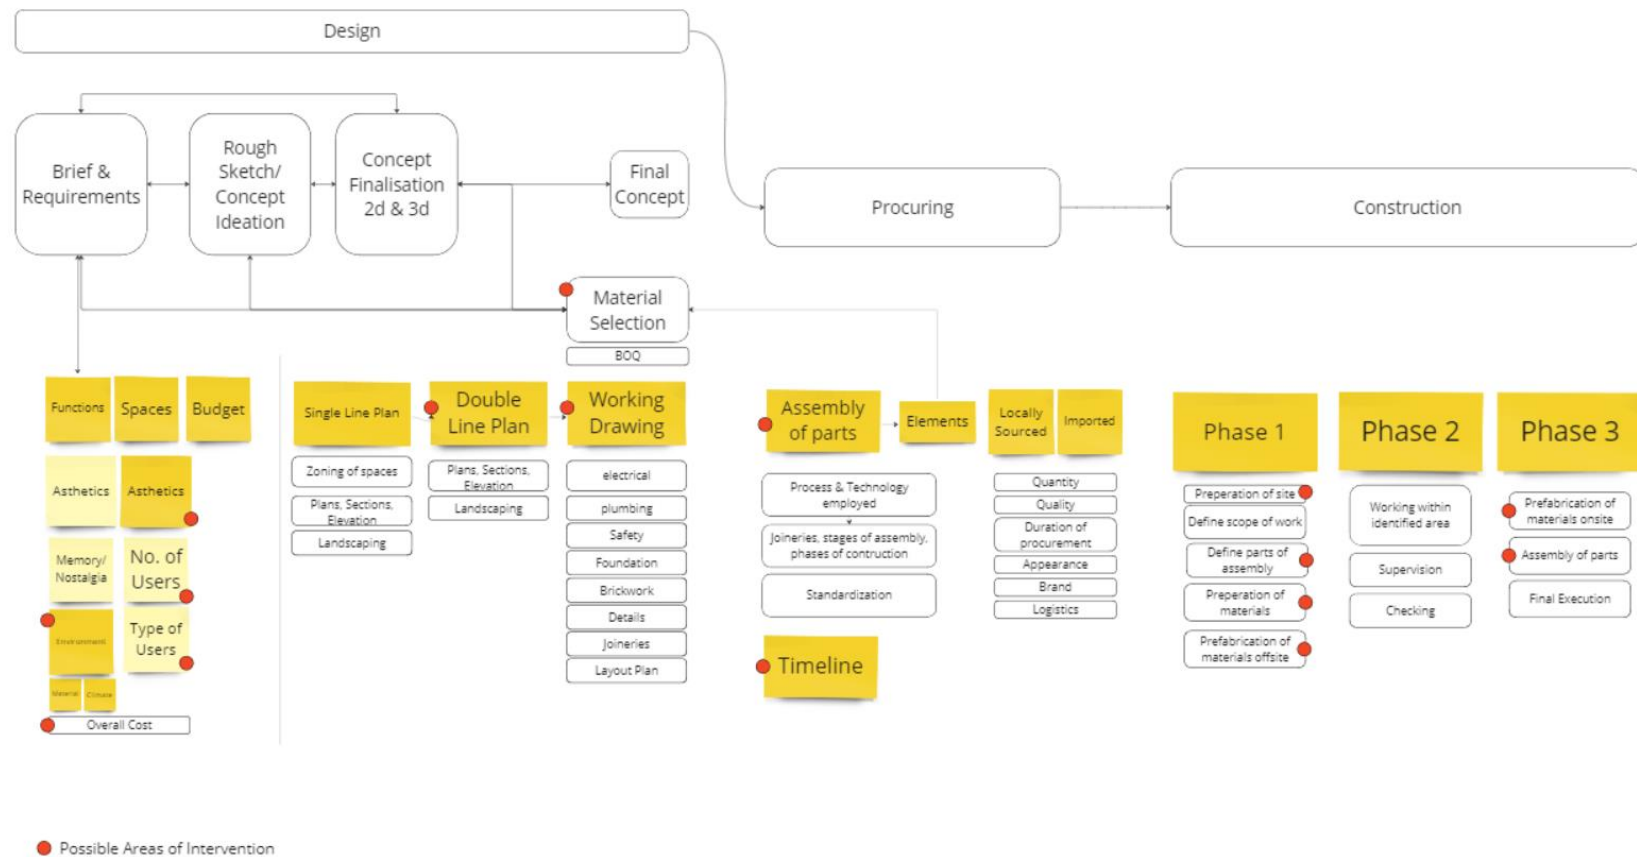 Design
Brief &
Requirements
Rough
Sketch/
Concept
Ideation
Concept
Finalisation
2d & 3d
Final
Concept
Procuring
Construction
Material
Selection
BOQ
Functions
Spaces
Budget
Asthetics
Asthetics
Memory/
Nostalgia
No. of
Users
Environment
Type of
Users
Material
Climate
Overall Cost
Single Line Plan
Zoning of spaces
Plans, Sections,
Elevation
Landscaping
Double
Line Plan
Plans, Sections,
Elevation
Landscaping
Working
Drawing
electrical
plumbing
Safety
Foundation
Brickwork
Details
Joineries
Layout Plan
Assembly
of parts
Process & Technology
employed
Joineries, stages of assembly,
phases of contruction
Standardization
Timeline
Elements
Locally
Sourced
Imported
Quantity
Quality
Duration of
procurement
Appearance
Brand
Logistics
Phase 1
Preperation of site
Define scope of work
Define parts of
assembly
Preperation of
materials
Prefabrication of
materials offsite
Phase 2
Working within
identified area
Supervision
Checking
Phase 3
Prefabrication of
materials onsite
Assembly of parts
Final Execution
Possible Areas of Intervention